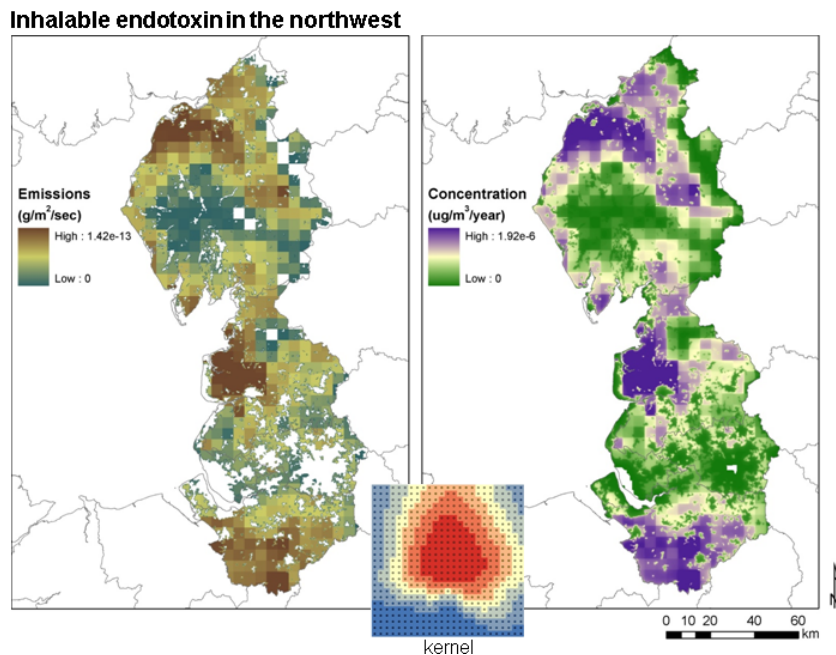 Inhalable endotoxin in the northwest
Emissions
(g/m²/sec)
High : 1.42e-13
Low : 0
Concentration
(ug/m³/year)
High : 1.92e-6
Low : 0
kernel
N
0 10 20 40 60
km